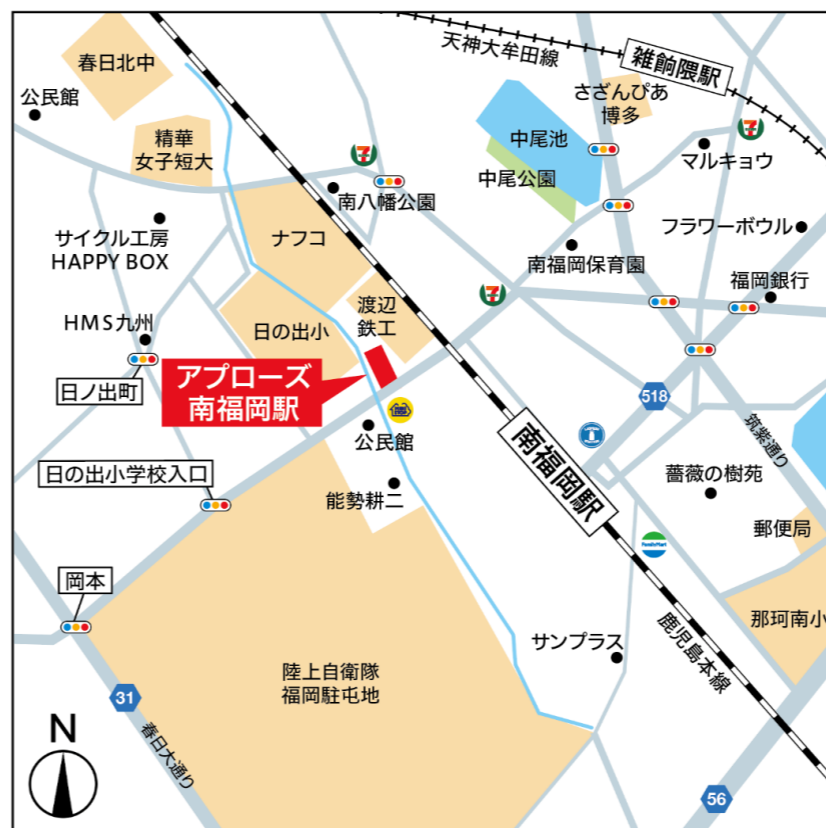 春日北中
公民館
精華
女子短大
天神大牟田線
雑餉隈駅
さざんぴあ
博多
中尾池
中尾公園
7
マルキョウ
7
南八幡公園
サイクル工房
HAPPY BOX
ナフコ
フラワーボウル
南福岡保育園
福岡銀行
7
渡辺
鉄工
日の出小
HMS九州
日ノ出町
アプローズ
南福岡駅
518
筑紫通り
公民館
南福岡駅
日の出小学校入口
能勢耕二
薔薇の樹苑
郵便局
FamilyMart
岡本
那珂南小
サンプラス
鹿児島本線
陸上自衛隊
福岡駐屯地
31
春日大通り
N
56